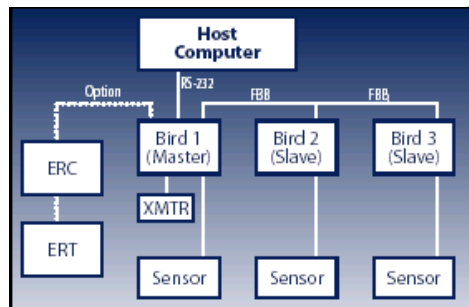 Host
Computer
RS-232
Option
FBB
FBB
Bird 1
(Master)
Bird 2
(Slave)
Bird 3
(Slave)
ERC
XMTR
ERT
Sensor
Sensor
Sensor